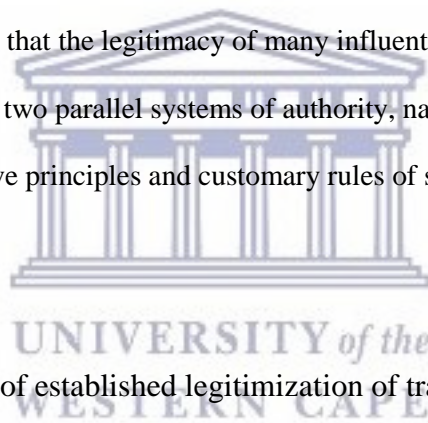 that the legitimacy of many influent
two parallel systems of authority, na
ve principles and customary rules of s
UNIVERSITY of the
of established legitimization of tra
WESTERN CAPE